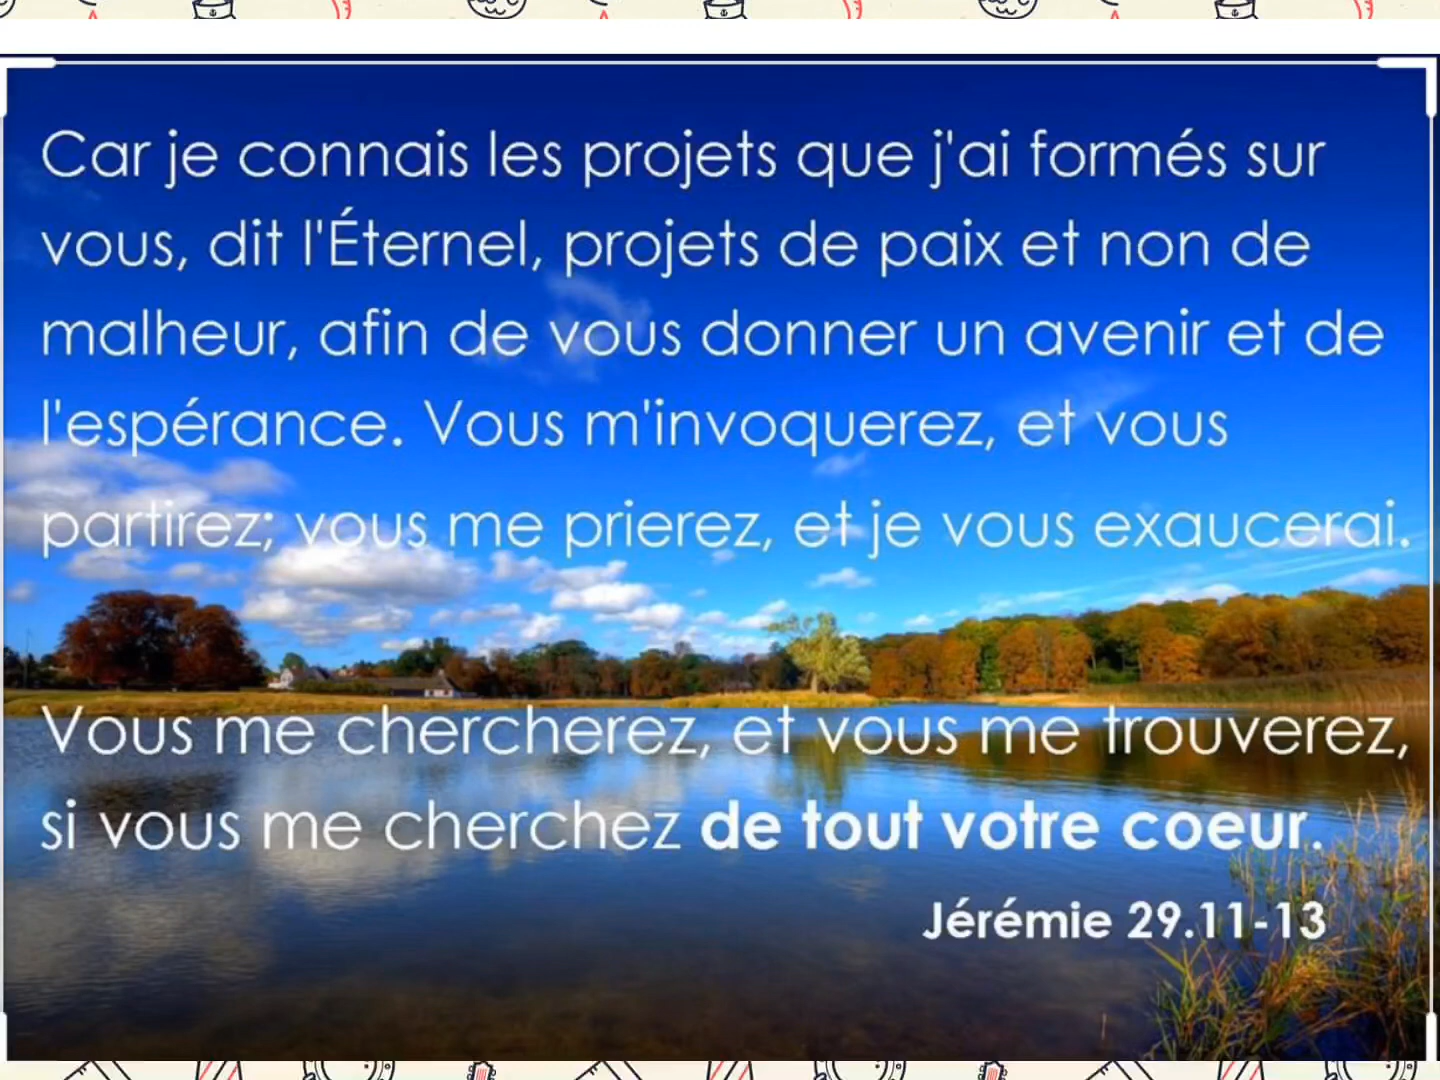 Car je connais les projets que j'ai formés sur
vous, dit l'Éternel, projets de paix et non de
malheur, afin de vous donner un avenir et de
l'espérance. Vous m'invoquerez, et vous
partirez; vous me prierez, et je vous exaucerai.
Vous me chercherez, et vous me trouverez,
si vous me cherchez de tout votre coeur.
Jérémie 29.11-13